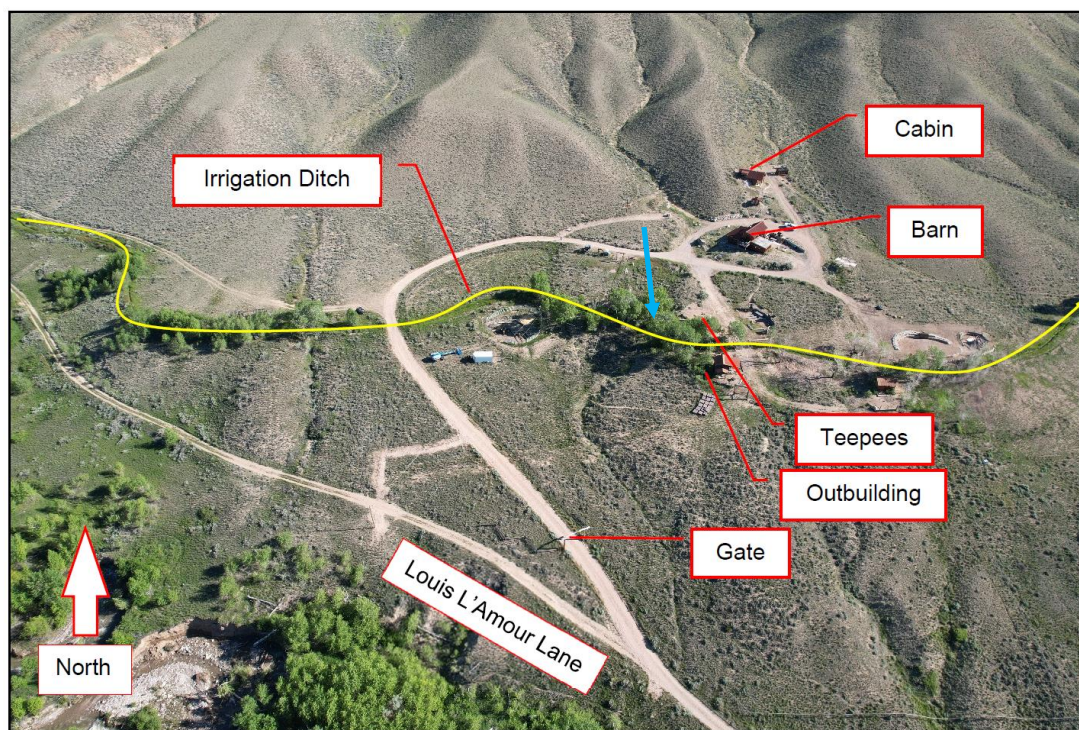 Cabin
Irrigation Ditch
Barn
Teepees
Outbuilding
Gate
Louis L'Amour Lane
North